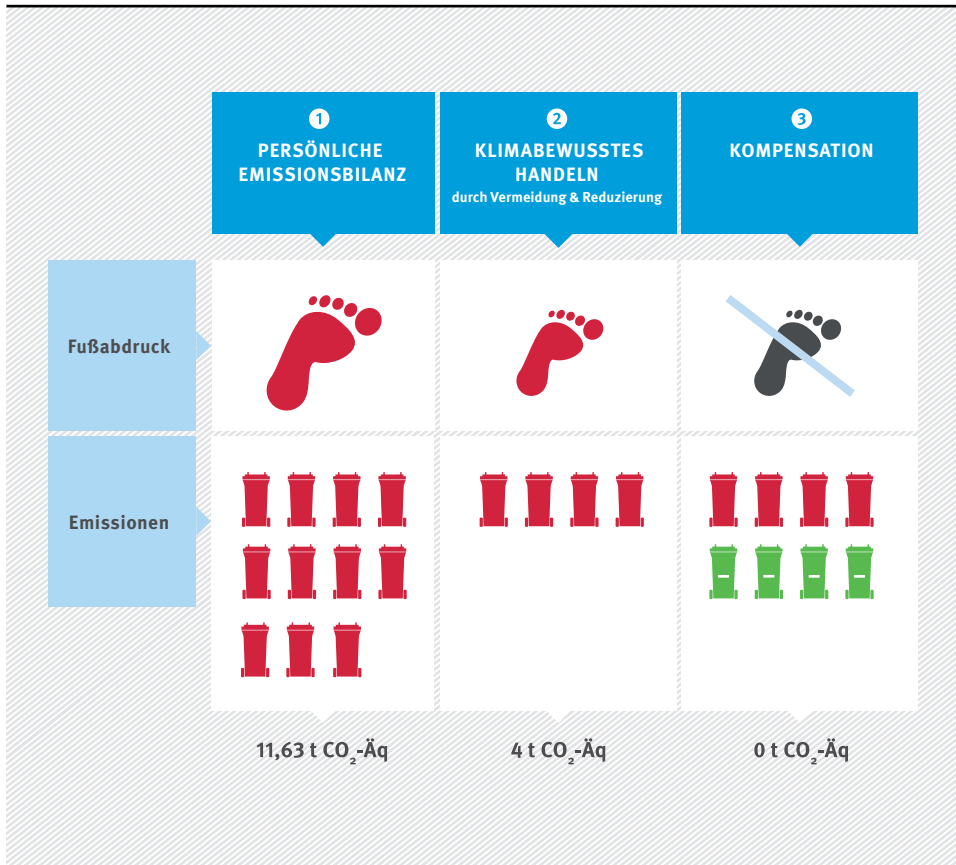 1
PERSÖNLICHE
EMISSIONSBILANZ
2
KLIMABEWUSSTES
HANDELN
durch Vermeidung & Reduzierung
3
KOMPENSATION
Fußabdruck
Emissionen
11,63 t CO₂-Äq
4 t CO₂-Äq
0 t CO₂-Äq